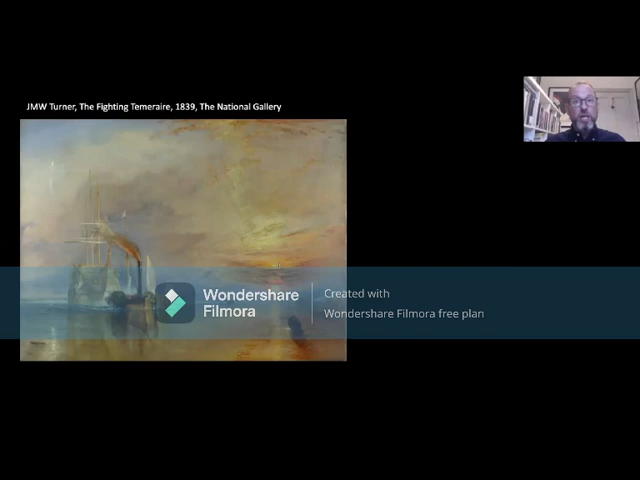 JMW Turner, The Fighting Temeraire, 1839, The National Gallery
Wondershare
Filmora
Created with
Wondershare Filmora free plan